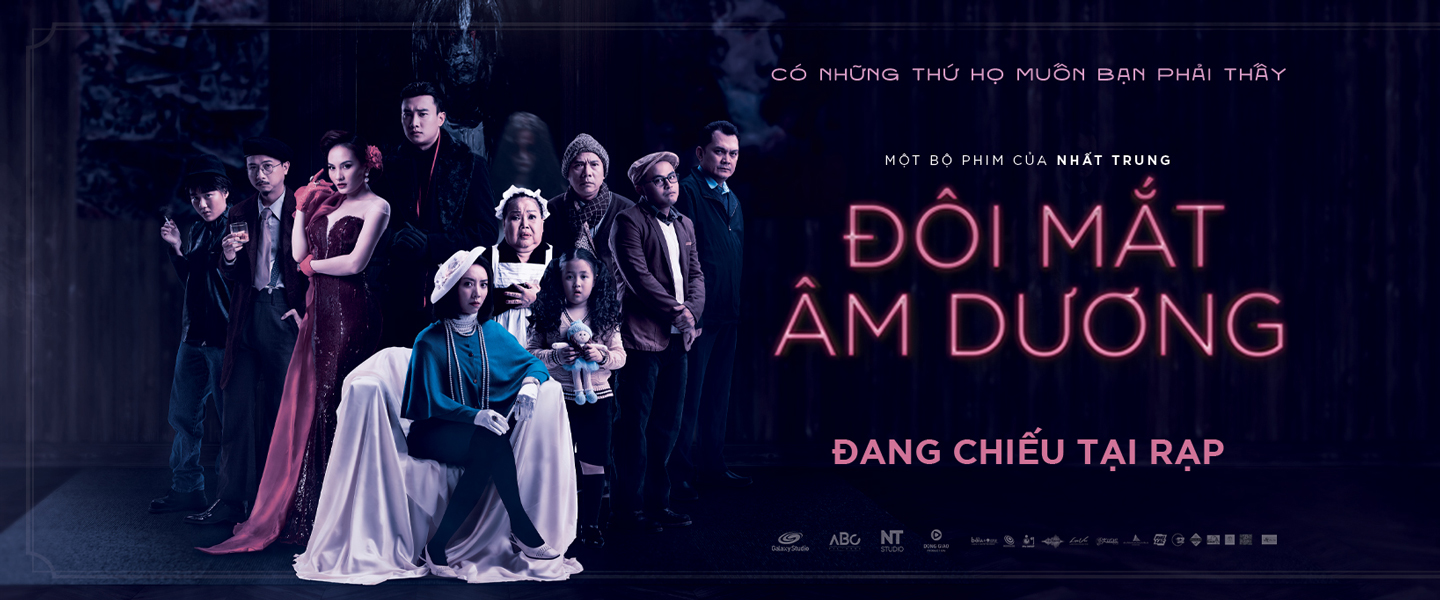 CÓ NHỮNG THỨ HỌ MUỐN BẠN PHẢI THẤY
MỘT BỘ PHIM CỦA NHẤT TRUNG
ĐÔI MẮT
ÂM DƯƠNG
ĐANG CHIẾU TẠI RẠP
Galaxy Studio
ABC
NT
STUDIO